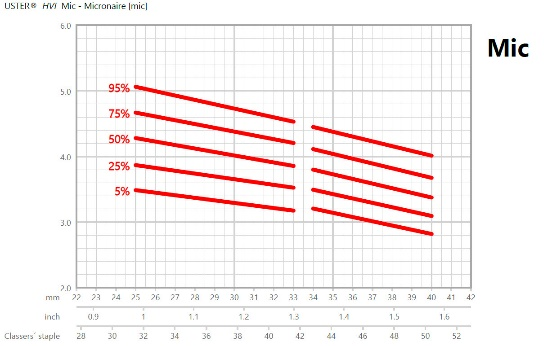 USTER® HVI Mic - Micronaire [mic]
Mic
6.0
5.0
4.0
3.0
2.0
95%
75%
50%
25%
5%
mm 22 23 24 25 26 27 28 29 30 31 32 33 34 35 36 37 38 39 40 41 42
inch 0.9 1 1.1 1.2 1.3 1.4 1.5 1.6
Classers´ staple 28 30 32 34 36 38 40 42 44 46 48 50 52